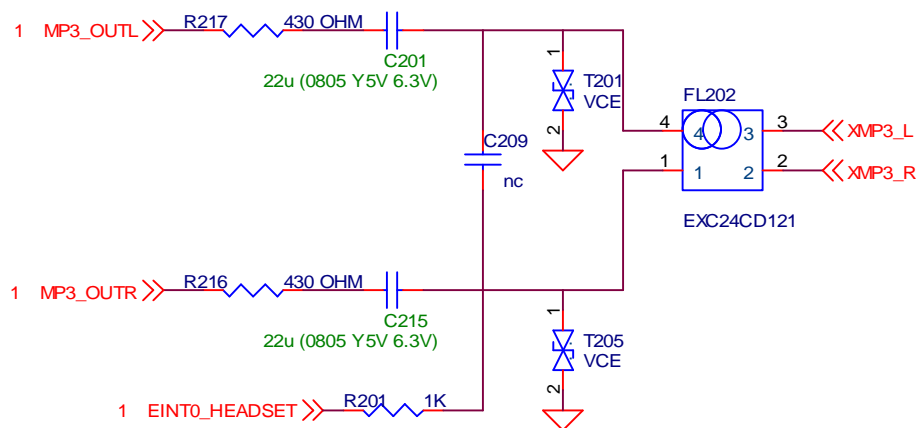 1 MP3_OUTL R217 430 OHM
C201
22u (0805 Y5V 6.3V)
1
T201
VCE
2
FL202
4 4 3 3 XMP3_L
1 1 2 2 XMP3_R
EXC24CD121
C209
nc
1 MP3_OUTR R216 430 OHM
C215
22u (0805 Y5V 6.3V)
1
T205
VCE
2
1 EINT0_HEADSET R201 1K